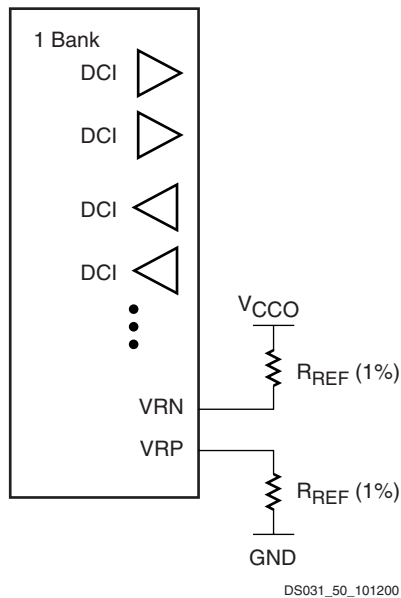 1 Bank
DCI
DCI
DCI
DCI
VCCO
RREF (1%)
VRN
VRP
RREF (1%)
GND
DS031_50_101200